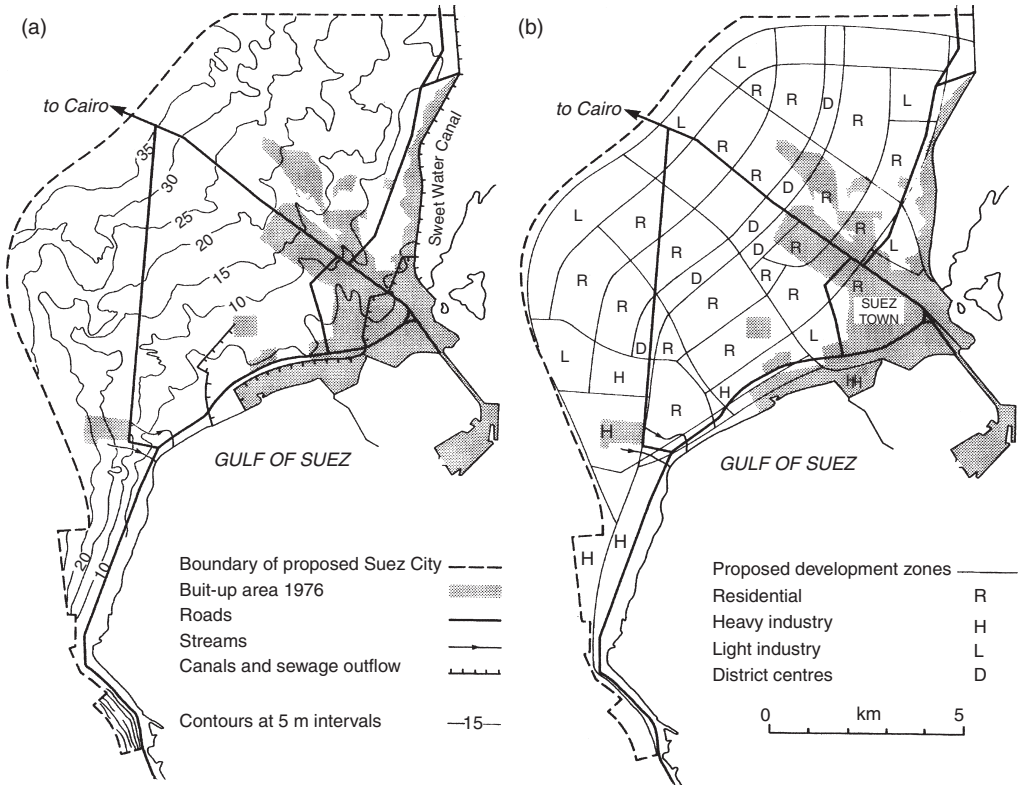 (a)
to Cairo
35
30
25
20
15
10
Sweet Water Canal
GULF OF SUEZ
20
10
Boundary of proposed Suez City
Buit-up area 1976
Roads
Streams
Canals and sewage outflow
Contours at 5 m intervals
15
(b)
to Cairo
L
R
R
D
L
L
R
R
R
R
D
R
L
R
D
R
R
L
R
D
R
R
D
R
R
R
R
SUEZ
TOWN
L
L
D
R
R
H
H
H
R
H
GULF OF SUEZ
H
H
Proposed development zones
Residential R
Heavy industry H
Light industry L
District centres D
0 km 5